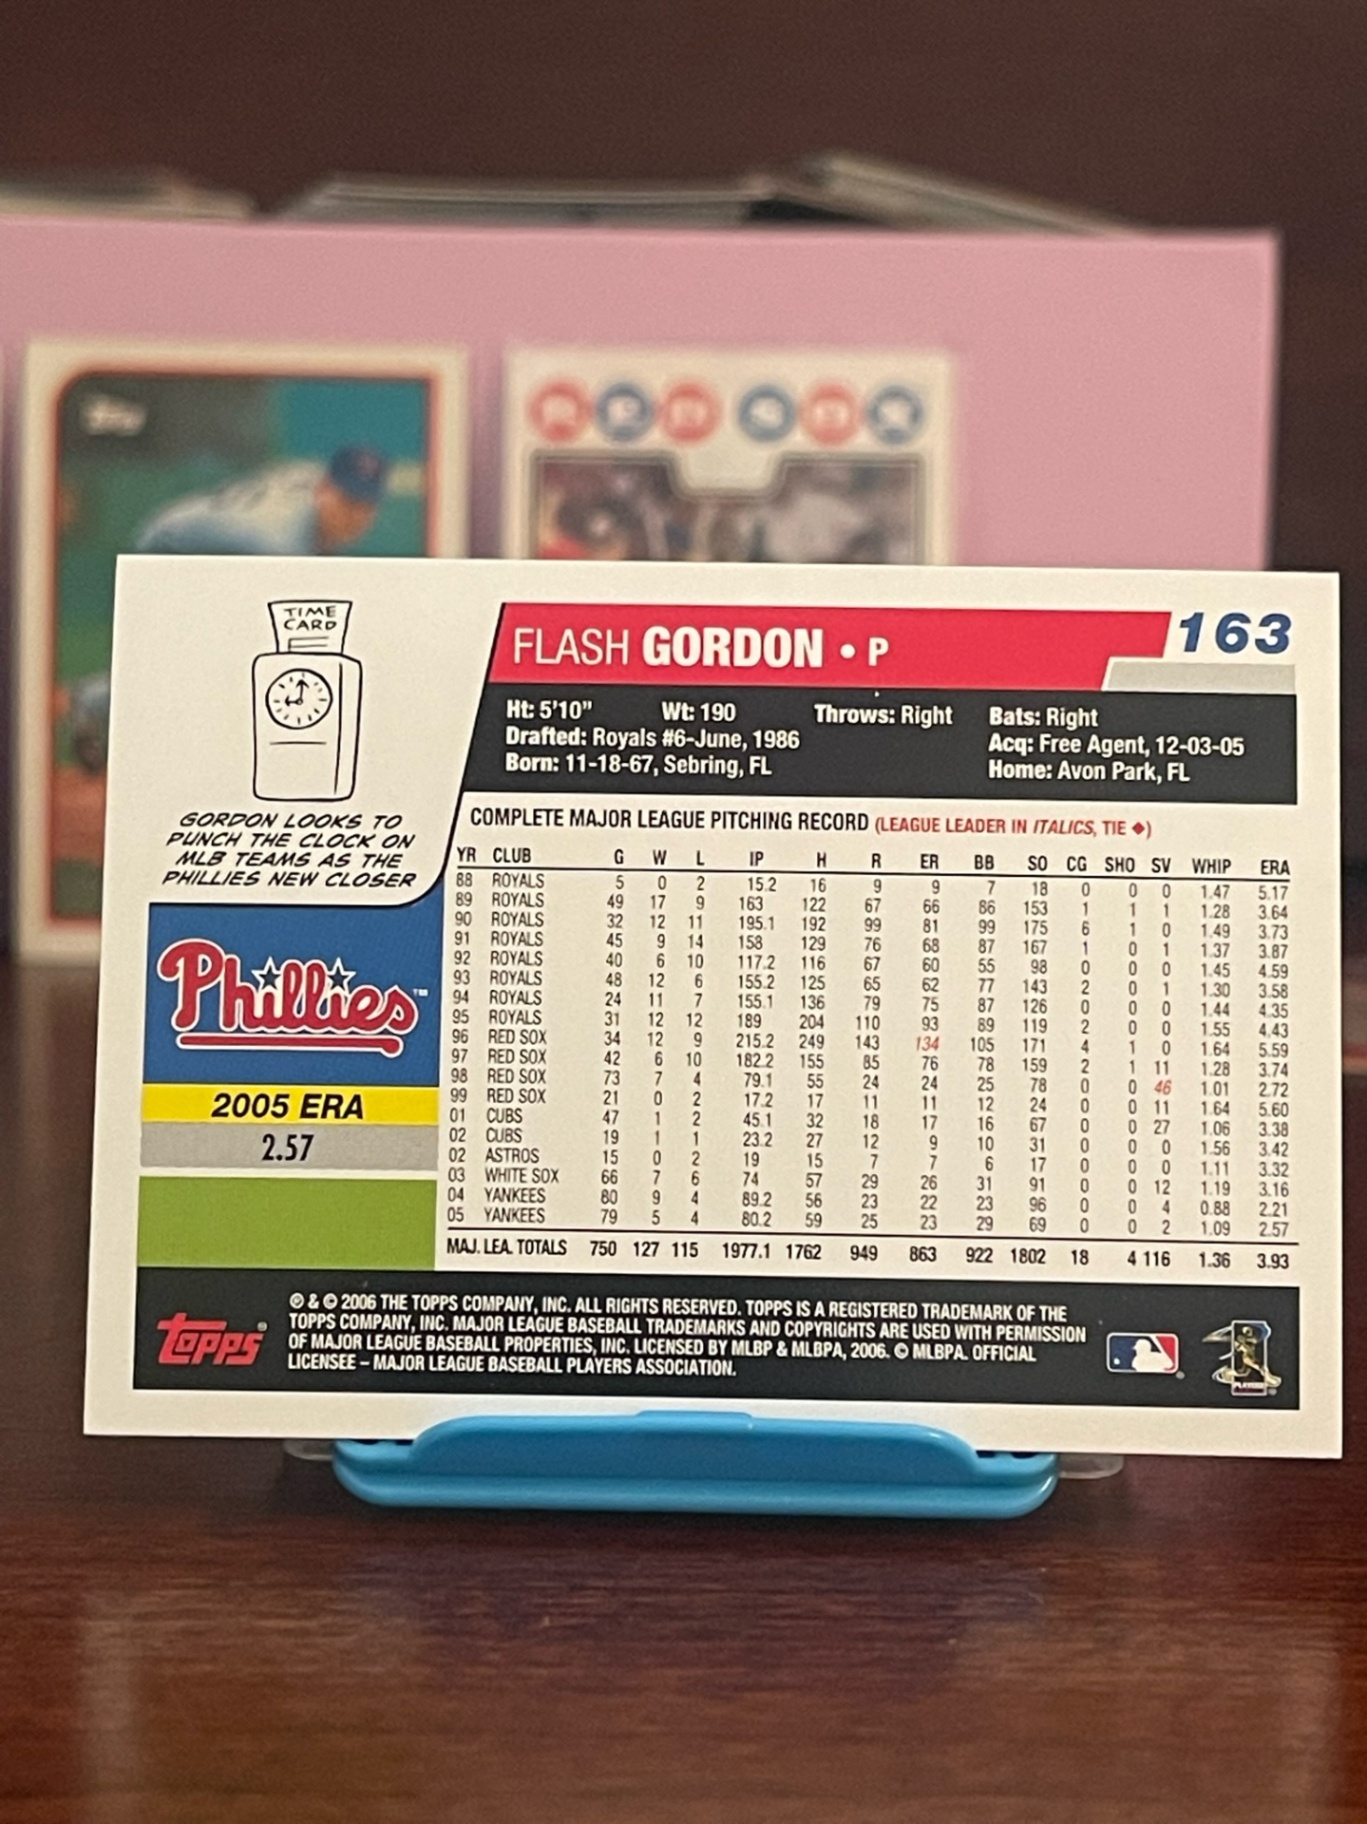 TIME
CARD
GORDON LOOKS TO
PUNCH THE CLOCK ON
MLB TEAMS AS THE
PHILLIES NEW CLOSER
Phillies™
2005 ERA
2.57
FLASH GORDON • P
163
Ht: 5'10" Wt: 190 Throws: Right Bats: Right
Drafted: Royals #6-June, 1986 Acq: Free Agent, 12-03-05
Born: 11-18-67, Sebring, FL Home: Avon Park, FL
COMPLETE MAJOR LEAGUE PITCHING RECORD (LEAGUE LEADER IN ITALICS, TIE ◆)
YR CLUB G W L IP H R ER BB SO CG SHO SV WHIP ERA
88 ROYALS 5 0 2 15.2 16 9 9 7 18 0 0 0 1.47 5.17
89 ROYALS 49 17 9 163 122 67 66 86 153 1 1 1 1.28 3.64
90 ROYALS 32 12 11 195.1 192 99 81 99 175 6 1 0 1.49 3.73
91 ROYALS 45 9 14 158 129 76 68 87 167 1 0 1 1.37 3.87
92 ROYALS 40 6 10 117.2 116 67 60 55 98 0 0 0 1.45 4.59
93 ROYALS 48 12 6 155.2 125 65 62 77 143 2 0 1 1.30 3.58
94 ROYALS 24 11 7 155.1 136 79 75 87 126 0 0 0 1.44 4.35
95 ROYALS 31 12 12 189 204 110 93 89 119 2 0 0 1.55 4.43
96 RED SOX 34 12 9 215.2 249 143 134 105 171 4 1 0 1.64 5.59
97 RED SOX 42 6 10 182.2 155 85 76 78 159 2 1 11 1.28 3.74
98 RED SOX 73 7 4 79.1 55 24 24 25 78 0 0 46 1.01 2.72
99 RED SOX 21 0 2 17.2 17 11 11 12 24 0 0 11 1.64 5.60
01 CUBS 47 1 2 45.1 32 18 17 16 67 0 0 27 1.06 3.38
02 CUBS 19 1 1 23.2 27 12 9 10 31 0 0 0 1.56 3.42
02 ASTROS 15 0 2 19 15 7 7 6 17 0 0 0 1.11 3.32
03 WHITE SOX 66 7 6 74 57 29 26 31 91 0 0 12 1.19 3.16
04 YANKEES 80 9 4 89.2 56 23 22 23 96 0 0 4 0.88 2.21
05 YANKEES 79 5 4 80.2 59 25 23 29 69 0 0 2 1.09 2.57
MAJ. LEA. TOTALS 750 127 115 1977.1 1762 949 863 922 1802 18 4 116 1.36 3.93
Topps®
® & © 2006 THE TOPPS COMPANY, INC. ALL RIGHTS RESERVED. TOPPS IS A REGISTERED TRADEMARK OF THE
TOPPS COMPANY, INC. MAJOR LEAGUE BASEBALL TRADEMARKS AND COPYRIGHTS ARE USED WITH PERMISSION
OF MAJOR LEAGUE BASEBALL PROPERTIES, INC. LICENSED BY MLBP & MLBPA, 2006. © MLBPA. OFFICIAL
LICENSEE – MAJOR LEAGUE BASEBALL PLAYERS ASSOCIATION.